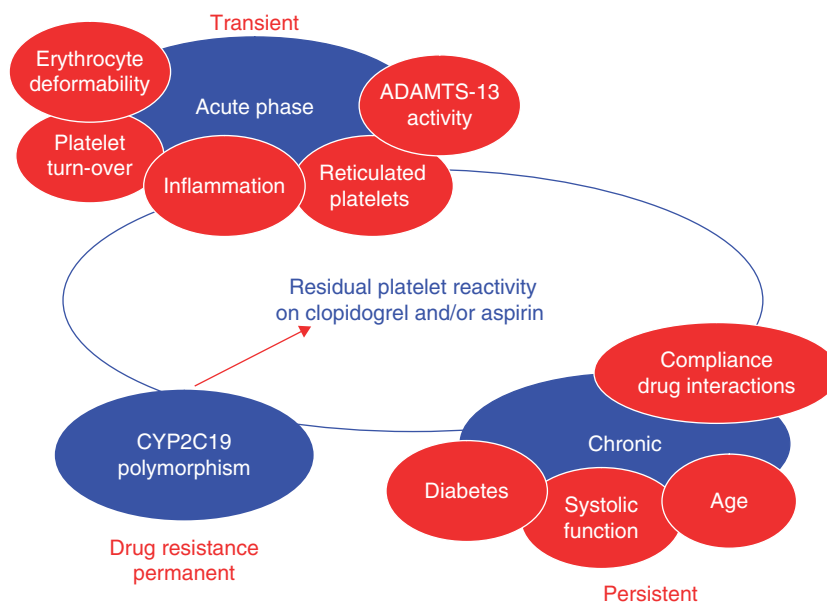 Transient
Erythrocyte
deformability
Acute phase
ADAMTS-13
activity
Platelet
turn-over
Inflammation
Reticulated
platelets
Residual platelet reactivity
on clopidogrel and/or aspirin
Compliance
drug interactions
CYP2C19
polymorphism
Chronic
Diabetes
Systolic
function
Age
Drug resistance
permanent
Persistent